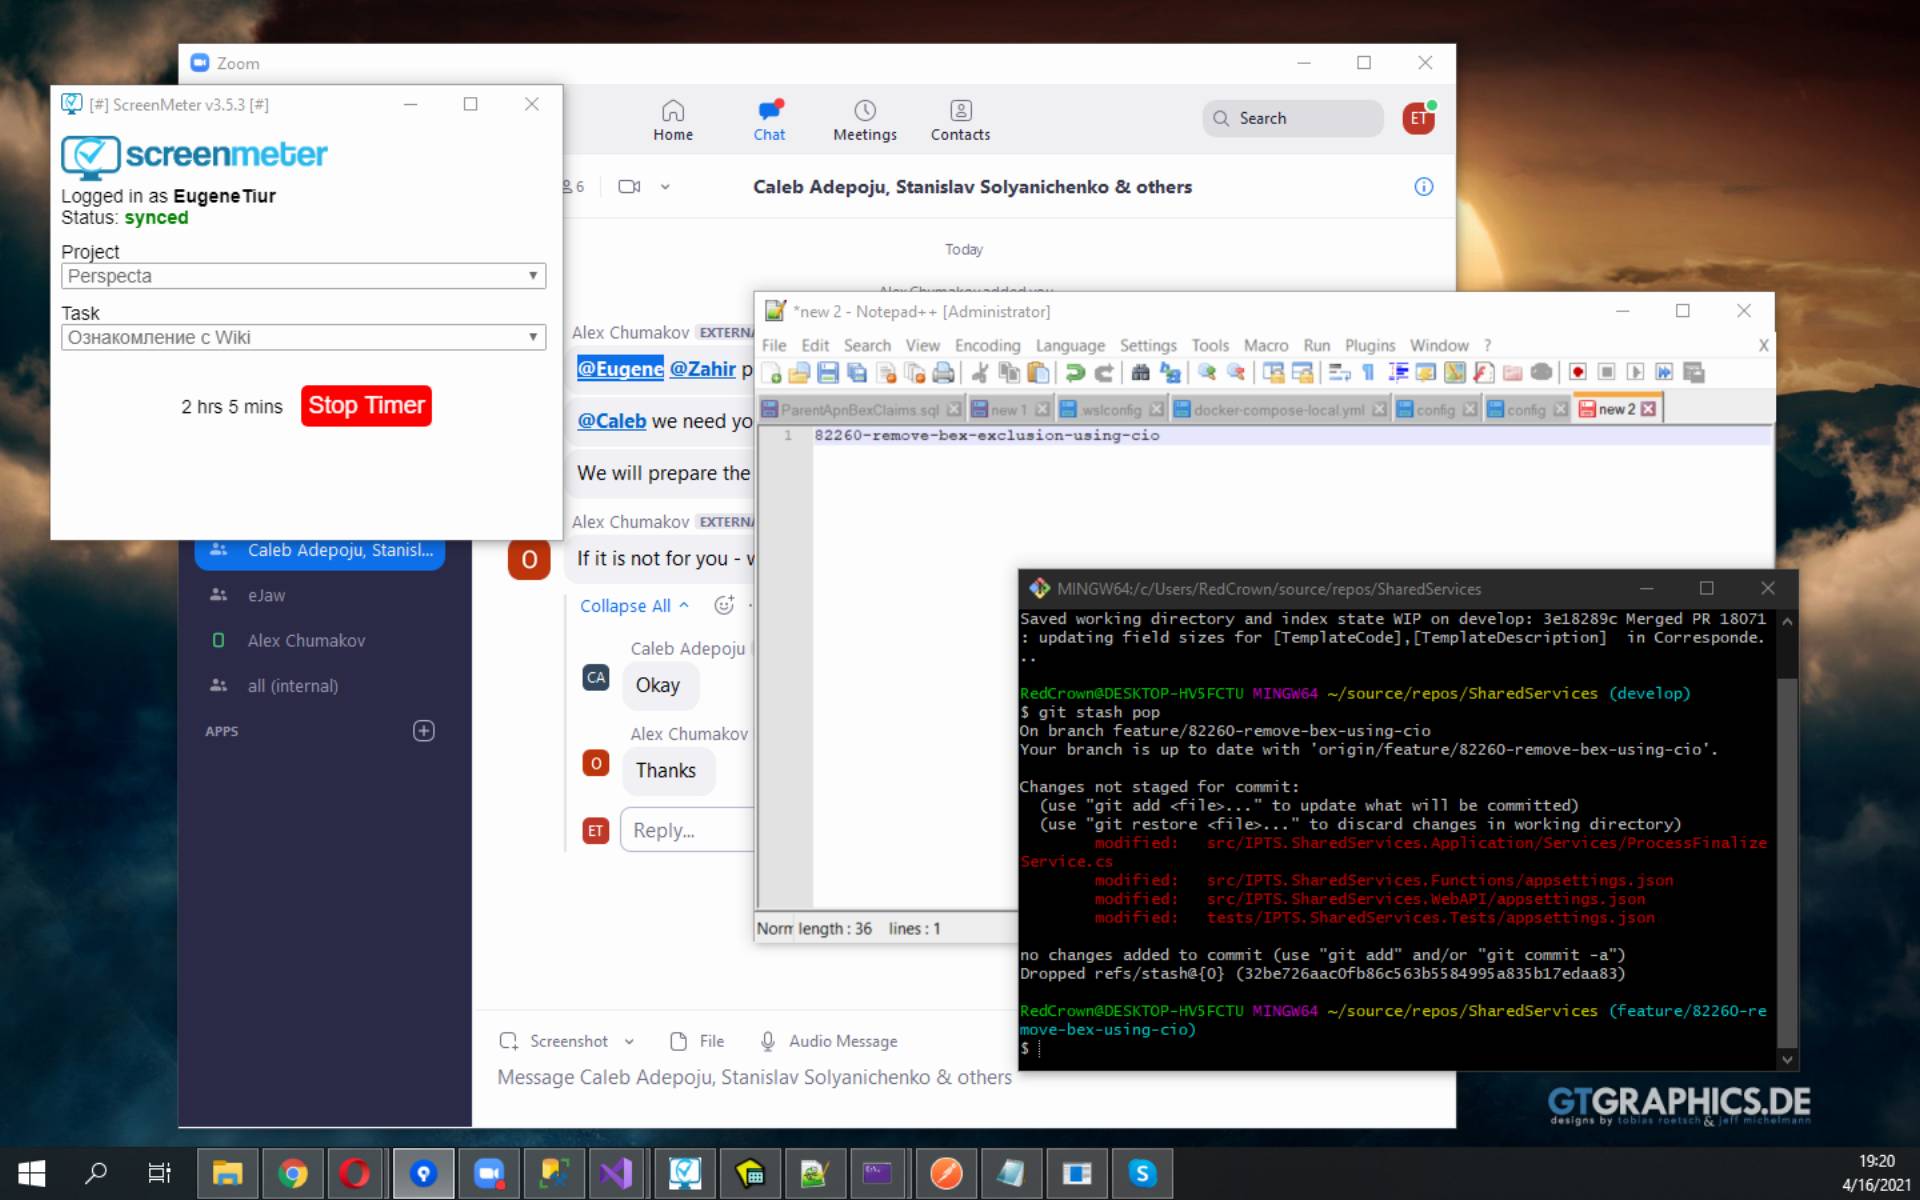 Zoom
Home
Chat
Meetings
Contacts
Search
ET
[#] ScreenMeter v3.5.3 [#]
screenmeter
Logged in as EugeneTiur
Status: synced
Project
Perspecta
Task
Ознакомление с Wiki
2 hrs 5 mins
Stop Timer
6
Caleb Adepoju, Stanislav Solyanichenko & others
Today
Alex Chumakov added you
Alex Chumakov EXTERNA
@Eugene @Zahir p
@Caleb we need yo
We will prepare the
Alex Chumakov EXTERNA
O
If it is not for you - w
Collapse All
Caleb Adepoju
CA
Okay
Alex Chumakov
O
Thanks
ET
Reply...
Caleb Adepoju, Stanisl...
eJaw
Alex Chumakov
all (internal)
APPS
Screenshot
File
Audio Message
Message Caleb Adepoju, Stanislav Solyanichenko & others
*new 2 - Notepad++ [Administrator]
File Edit Search View Encoding Language Settings Tools Macro Run Plugins Window ?
X
ParentApnBexClaims.sql
new 1
.wslconfig
docker-compose-local.yml
config
config
new 2
1 82260-remove-bex-exclusion-using-cio
Norm length : 36 lines : 1
MINGW64:/c/Users/RedCrown/source/repos/SharedServices
Saved working directory and index state WIP on develop: 3e18289c Merged PR 18071
: updating field sizes for [TemplateCode],[TemplateDescription] in Corresponde.
..
RedCrown@DESKTOP-HV5FCTU MINGW64 ~/source/repos/SharedServices (develop)
$ git stash pop
On branch feature/82260-remove-bex-using-cio
Your branch is up to date with 'origin/feature/82260-remove-bex-using-cio'.
Changes not staged for commit:
(use "git add <file>..." to update what will be committed)
(use "git restore <file>..." to discard changes in working directory)
modified: src/IPTS.SharedServices.Application/Services/ProcessFinalize
Service.cs
modified: src/IPTS.SharedServices.Functions/appsettings.json
modified: src/IPTS.SharedServices.WebAPI/appsettings.json
modified: tests/IPTS.SharedServices.Tests/appsettings.json
no changes added to commit (use "git add" and/or "git commit -a")
Dropped refs/stash@{0} (32be726aac0fb86c563b5584995a835b17edaa83)
RedCrown@DESKTOP-HV5FCTU MINGW64 ~/source/repos/SharedServices (feature/82260-re
move-bex-using-cio)
$
GTGRAPHICS.DE
designs by tobias roetsch & jeff michelmann
19:20
4/16/2021